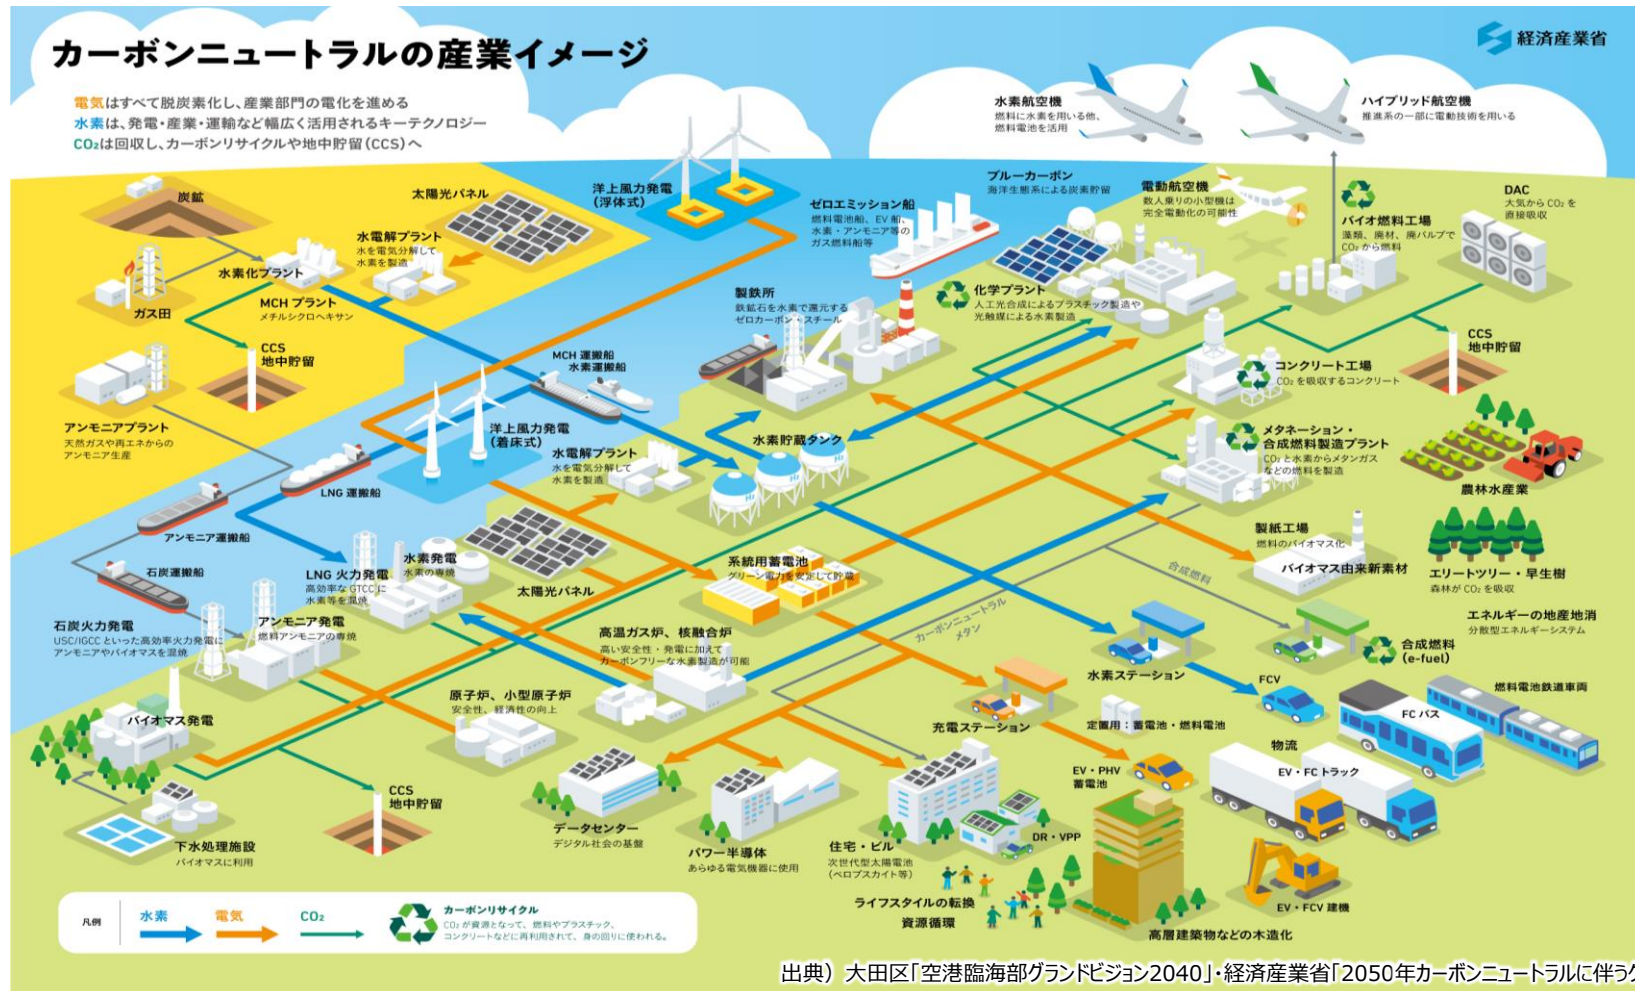 カーボンニュートラルの産業イメージ
経済産業省
電気はすべて脱炭素化し、産業部門の電化を進める
水素は、発電・産業・運輸など幅広く活用されるキーテクノロジー
CO₂は回収し、カーボンリサイクルや地中貯留（CCS）へ
水素航空機
燃料に水素を用いる他、
燃料電池を活用
ハイブリッド航空機
推進系の一部に電動技術を用いる
炭鉱
太陽光パネル
洋上風力発電
（浮体式）
ゼロエミッション船
燃料電池船、EV船、
水素・アンモニア等の
ガス燃料船等
ブルーカーボン
海洋生態系による炭素貯留
電動航空機
数人乗りの小型機は
完全電動化の可能性
バイオ燃料工場
藻類、廃材、廃パルプで
CO₂から燃料
DAC
大気からCO₂を
直接吸収
水電解プラント
水を電気分解して
水素を製造
水素化プラント
MCHプラント
メチルシクロヘキサン
ガス田
CCS
地中貯留
製鉄所
鉄鉱石を水素で還元する
ゼロカーボン・スチール
化学プラント
人工光合成によるプラスチック製造や
光触媒による水素製造
CCS
地中貯留
MCH運搬船
水素運搬船
コンクリート工場
CO₂を吸収するコンクリート
アンモニアプラント
天然ガスや再エネからの
アンモニア生産
洋上風力発電
（着床式）
水電解プラント
水を電気分解して
水素を製造
水素貯蔵タンク
H₂
H₂
H₂
メタネーション・
合成燃料製造プラント
CO₂と水素からメタンガス
などの燃料を製造
農林水産業
LNG運搬船
アンモニア運搬船
石炭運搬船
LNG火力発電
高効率なGTCCに
水素等を混焼
水素発電
水素の専焼
太陽光パネル
系統用蓄電池
グリーン電力を安定して貯蔵
製紙工場
燃料のバイオマス化
バイオマス由来新素材
合成燃料
エリートツリー・早生樹
森林がCO₂を吸収
石炭火力発電
USC/IGCCといった高効率火力発電に
アンモニアやバイオマスを混焼
アンモニア発電
燃料アンモニアの専焼
高温ガス炉、核融合炉
高い安全性・発電に加えて
カーボンフリーな水素製造が可能
カーボンニュートラル
メタン
エネルギーの地産地消
分散型エネルギーシステム
合成燃料
（e-fuel）
水素ステーション
FCV
燃料電池鉄道車両
FCバス
原子炉、小型原子炉
安全性、経済性の向上
バイオマス発電
充電ステーション
定置用：蓄電池・燃料電池
物流
EV・FCトラック
EV・PHV
蓄電池
CCS
地中貯留
下水処理施設
バイオマスに利用
データセンター
デジタル社会の基盤
パワー半導体
あらゆる電気機器に使用
住宅・ビル
次世代型太陽電池
（ペロブスカイト等）
DR・VPP
ライフスタイルの転換
資源循環
高層建築物などの木造化
EV・FCV建機
凡例
水素
電気
CO₂
カーボンリサイクル
CO₂が資源となって、燃料やプラスチック、
コンクリートなどに再利用されて、身の回りに使われる。
出典）大田区「空港臨海部グランドビジョン2040」・経済産業省「2050年カーボンニュートラルに伴う